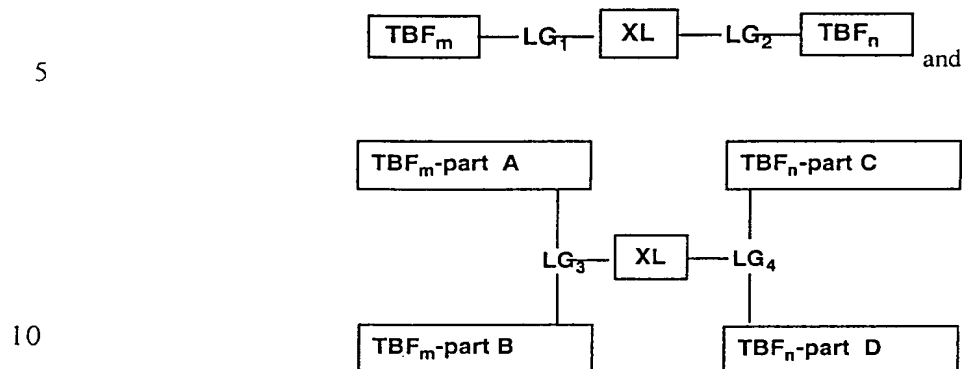 TBFm LG1 XL LG2 TBFn
5 and
TBFm-part A TBFn-part C
LG3 XL LG4
10 TBFm-part B TBFn-part D